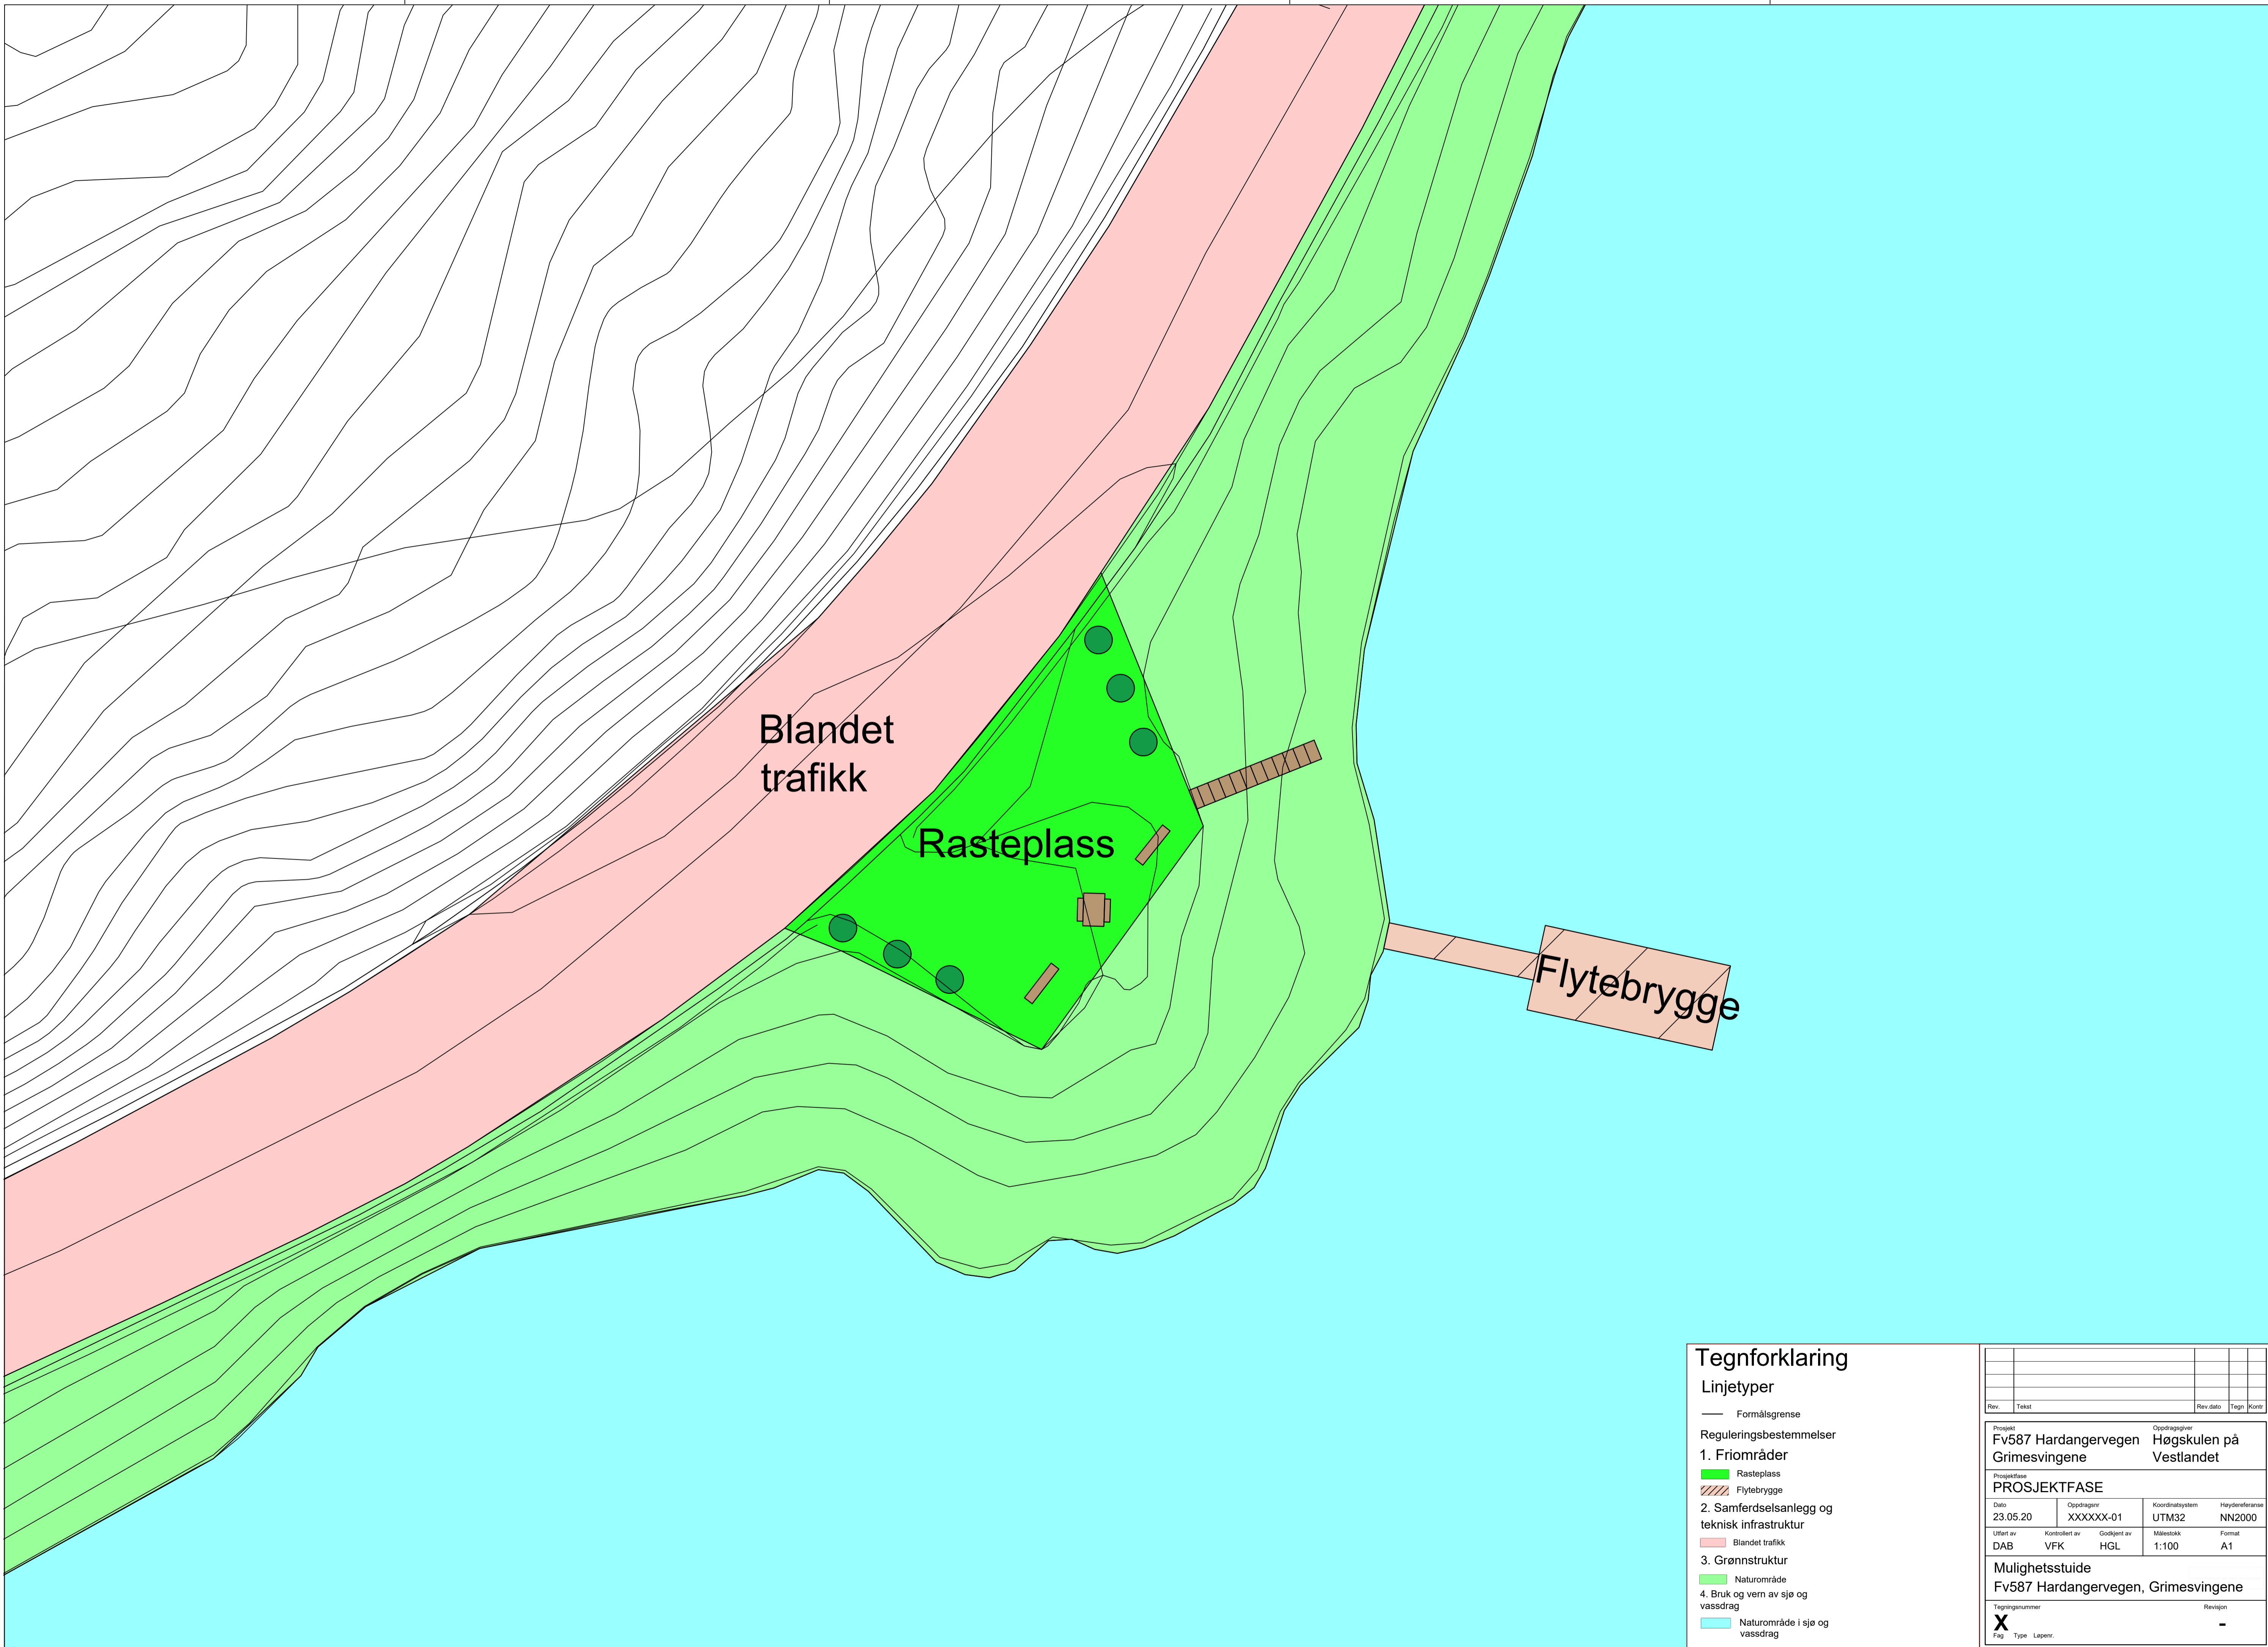 Blandet
trafikk
Rasteplass
Flytebrygge
Tegnforklaring
Linjetyper
Formålsgrense
Reguleringsbestemmelser
1. Friområder
Rasteplass
Flytebrygge
2. Samferdselsanlegg og
teknisk infrastruktur
Blandet trafikk
3. Grønnstruktur
Naturområde
4. Bruk og vern av sjø og
vassdrag
Naturområde i sjø og
vassdrag
Rev. Tekst Rev.dato Tegn Kontr
Prosjekt Oppdragsgiver
Fv587 Hardangervegen Høgskulen på
Grimesvingene Vestlandet
Prosjektfase
PROSJEKTFASE
Dato Oppdragsnr Koordinatsystem Høydereferanse
23.05.20 XXXXXX-01 UTM32 NN2000
Utført av Kontrollert av Godkjent av Målestokk Format
DAB VFK HGL 1:100 A1
Mulighetsstuide
Fv587 Hardangervegen, Grimesvingene
Tegningsnummer Revisjon
X -
Fag Type Løpenr.